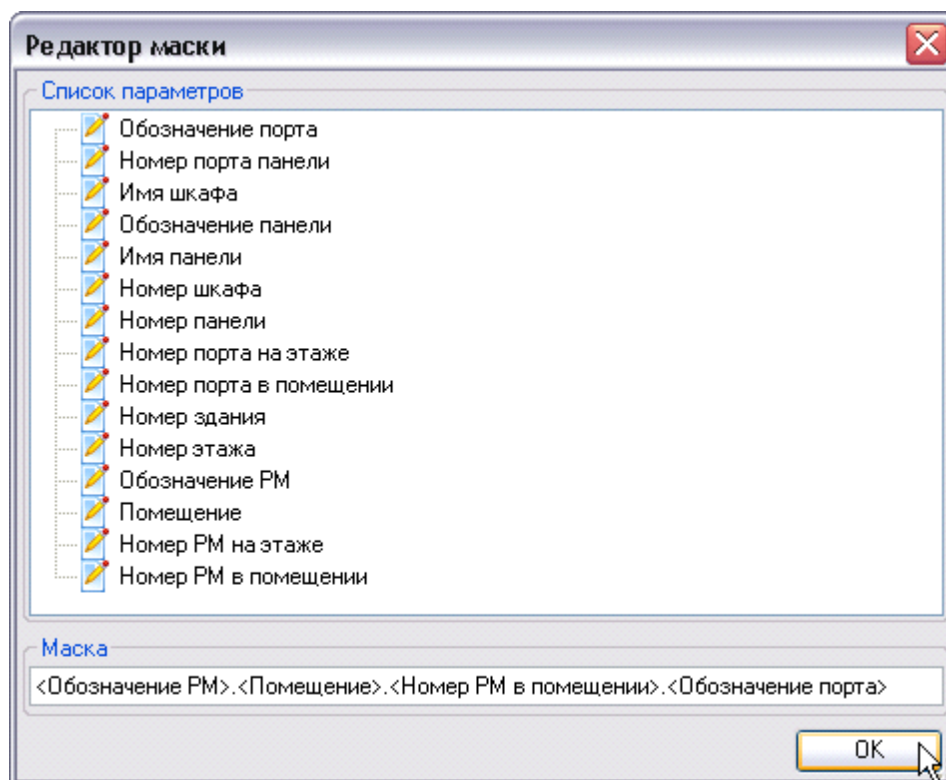 Редактор маски
Список параметров
Обозначение порта
Номер порта панели
Имя шкафа
Обозначение панели
Имя панели
Номер шкафа
Номер панели
Номер порта на этаже
Номер порта в помещении
Номер здания
Номер этажа
Обозначение РМ
Помещение
Номер РМ на этаже
Номер РМ в помещении
Маска
<Обозначение РМ>.<Помещение>.<Номер РМ в помещении>.<Обозначение порта>
ОК